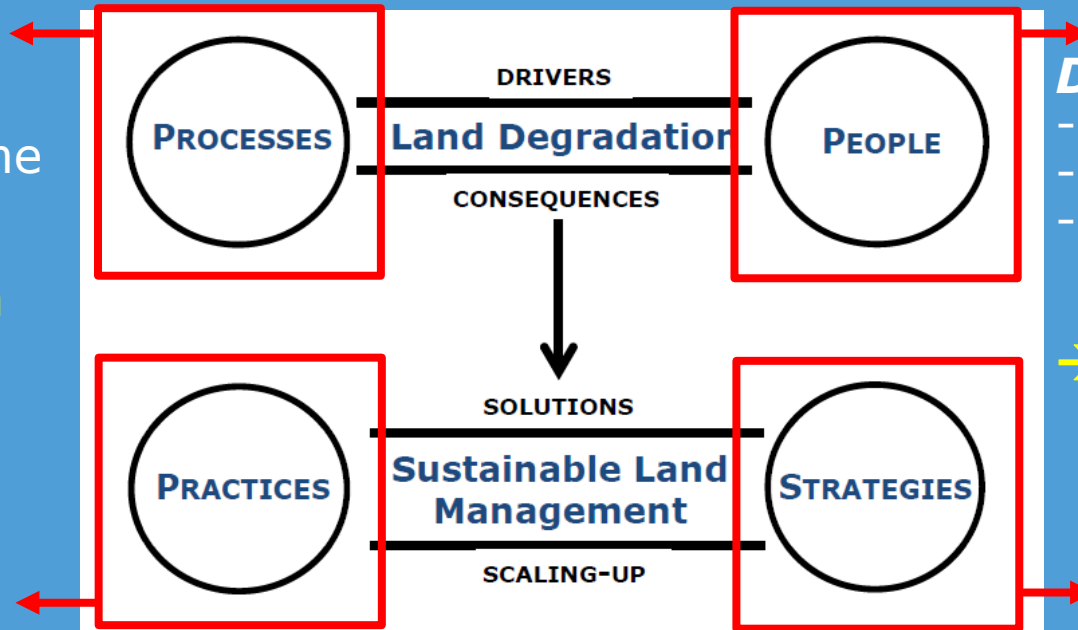 DRIVERS
PROCESSES
Land Degradation
PEOPLE
CONSEQUENCES
SOLUTIONS
PRACTICES
Sustainable Land
Management
STRATEGIES
SCALING-UP
-
-
-